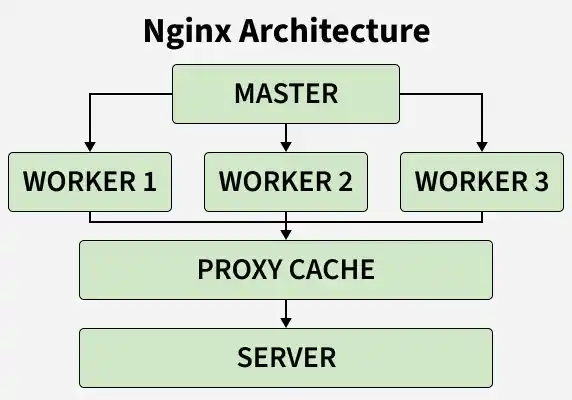 Nginx Architecture
MASTER
WORKER 1
WORKER 2
WORKER 3
PROXY CACHE
SERVER